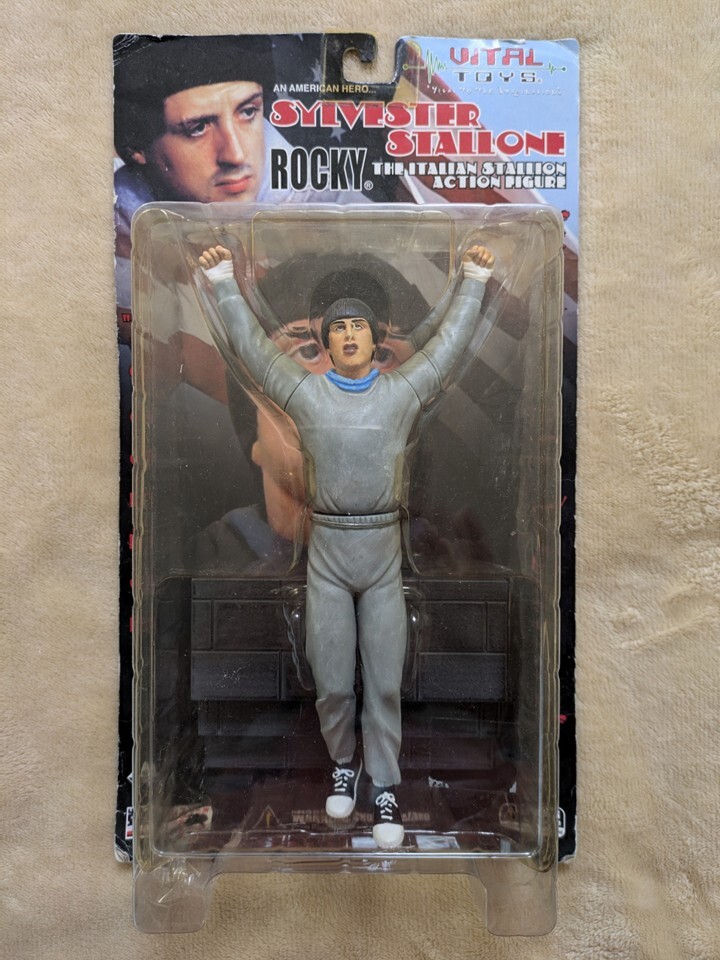 VITAL
TOYS
AN AMERICAN HERO...
SYLVESTER
STALLONE
ROCKY®
THE ITALIAN STALLION
ACTION FIGURE